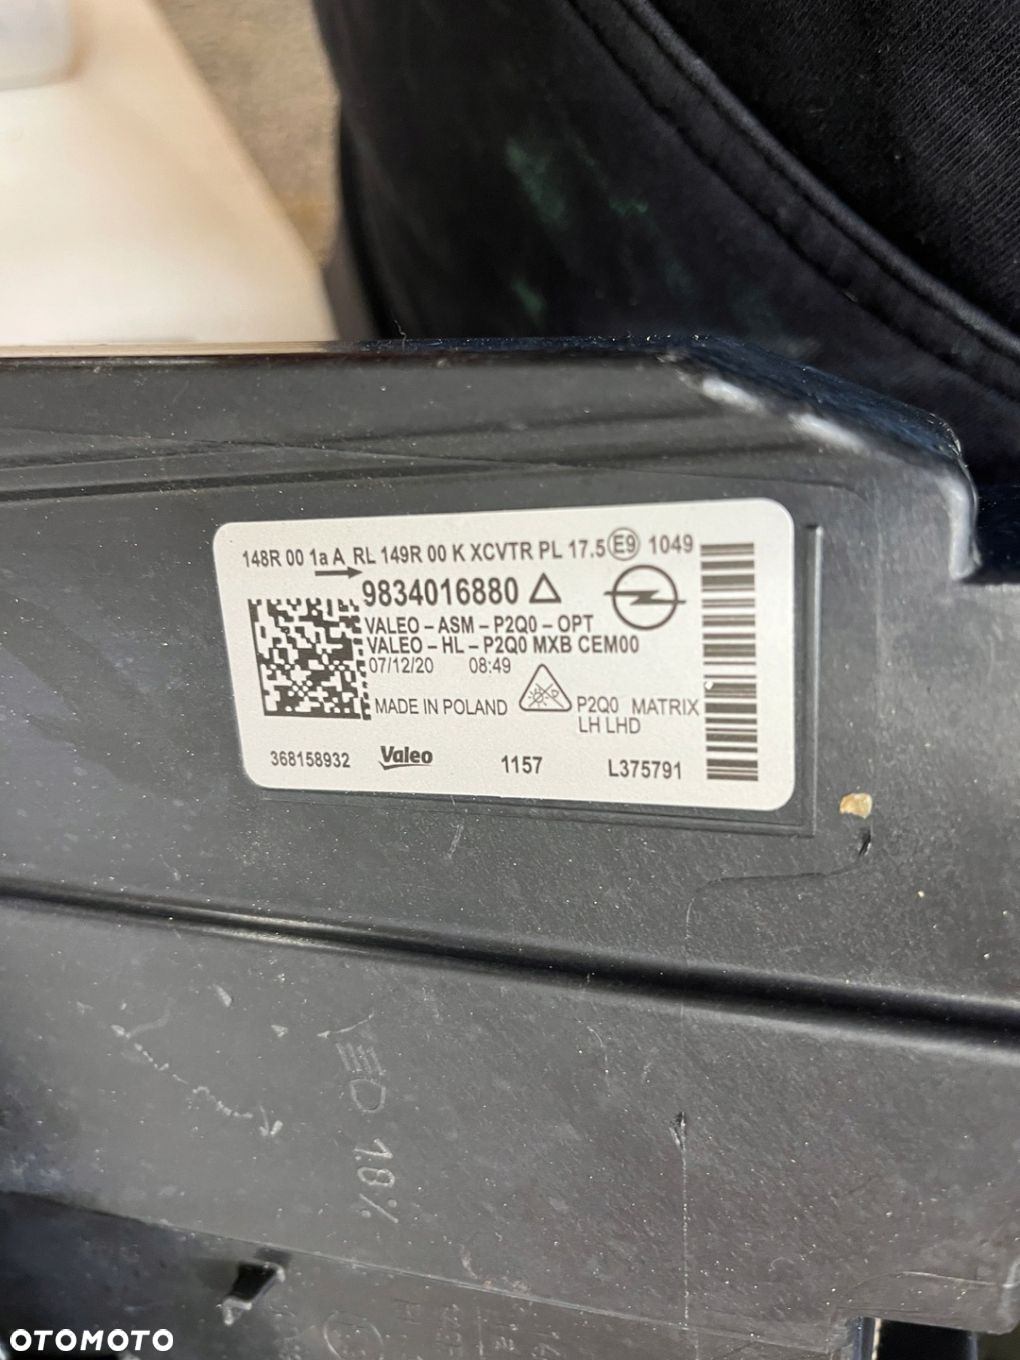 148R 00 1a A RL 149R 00 K XCVTR PL 17.5 E9 1049
9834016880
VALEO-ASM-P2Q0-OPT
VALEO-HL-P2Q0 MXB CEM00
07/12/20 08:49
MADE IN POLAND
P2Q0 MATRIX
LH LHD
368158932 Valeo 1157 L375791
1.8%
OTOMOTO